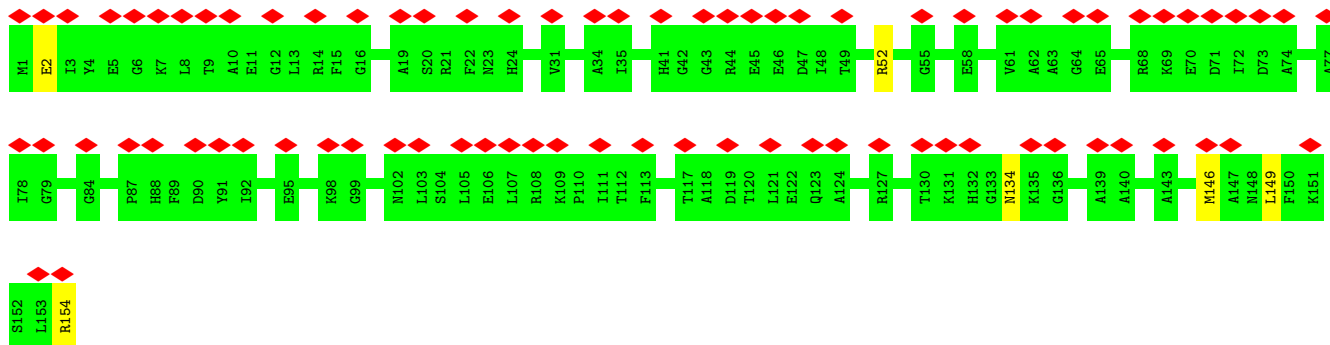 M1 E2 I3 Y4 E5 G6 K7 L8 T9 A10 E11 G12 L13 R14 F15 G16 A19 S20 R21 F22 N23 H24 V31 A34 I35 H41 G42 G43 R44 E45 E46 D47 I48 T49 R52 G55 E58 V61 A62 A63 G64 E65 R68 K69 E70 D71 I72 D73 A74 A77
I78 G79 G84 P87 H88 F89 D90 Y91 I92 E95 K98 G99 N102 L103 S104 L105 E106 L107 R108 K109 P110 I111 T112 F113 T117 A118 D119 T120 L121 E122 Q123 A124 R127 T130 K131 H132 G133 N134 K135 G136 A139 A140 A143 M146 A147 N148 L149 F150 K151
S152 L153 R154